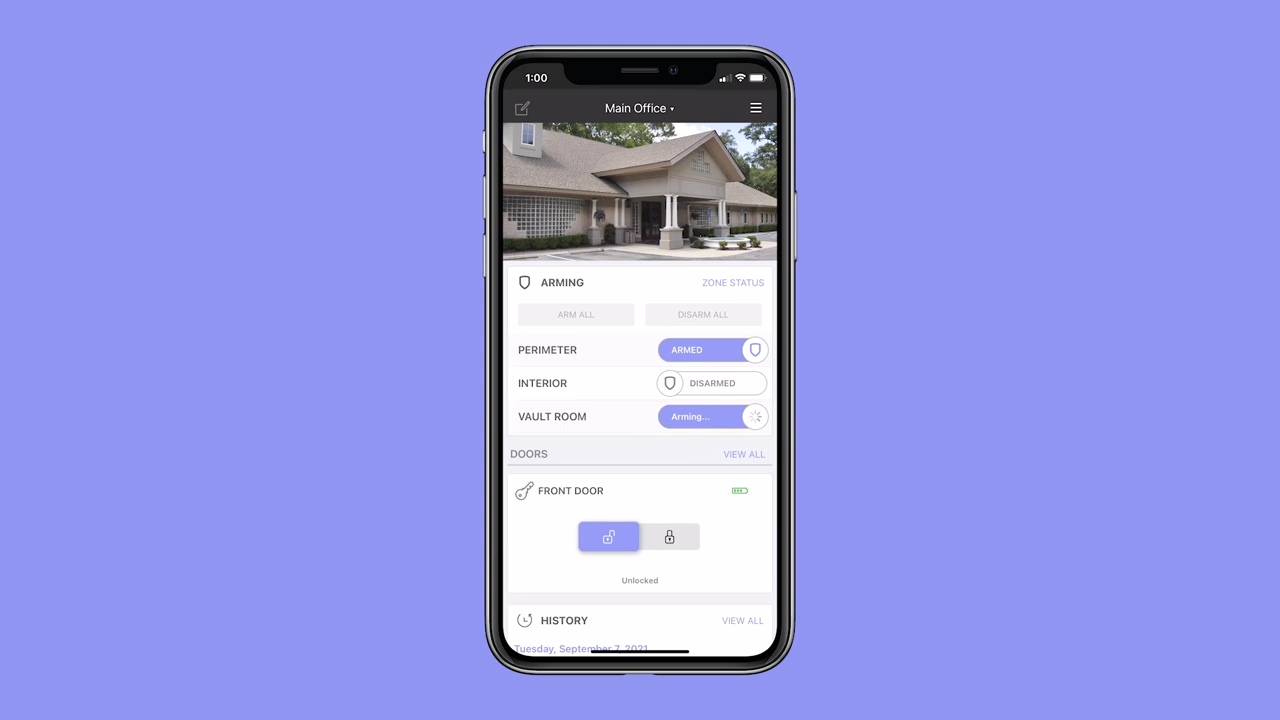 1:00
Main Office ▾
ARMING ZONE STATUS
ARM ALL DISARM ALL
PERIMETER ARMED
INTERIOR DISARMED
VAULT ROOM Arming...
DOORS VIEW ALL
FRONT DOOR
Unlocked
HISTORY VIEW ALL
Tuesday, September 7, 2021